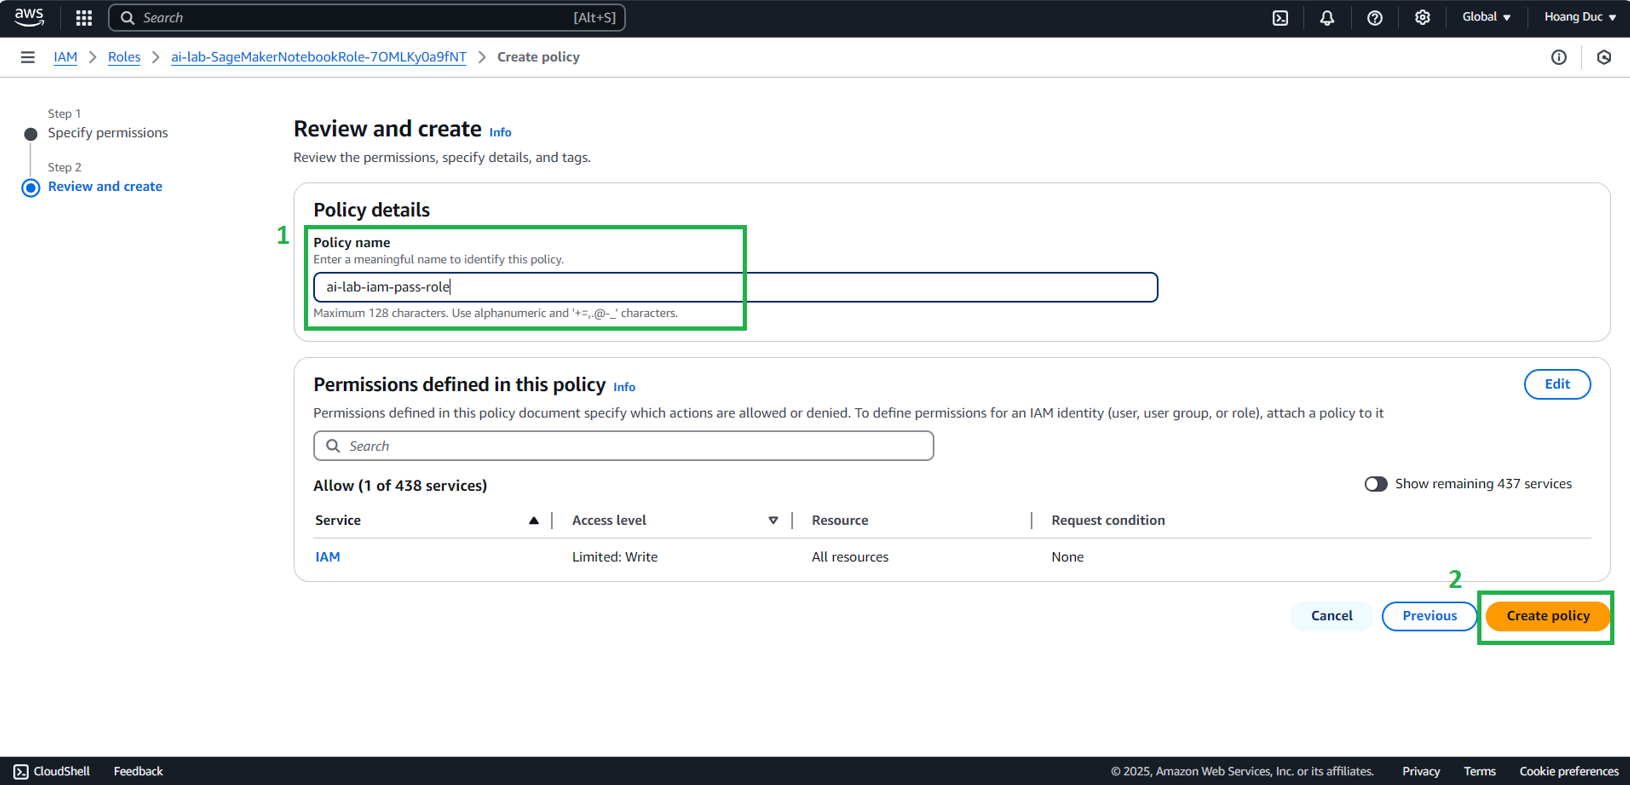 aws
Search [Alt+S]
Global
Hoang Duc
IAM > Roles > ai-lab-SageMakerNotebookRole-7OMLKy0a9fNT > Create policy
Step 1
Specify permissions
Step 2
Review and create
Review and create Info
Review the permissions, specify details, and tags.
Policy details
1
Policy name
Enter a meaningful name to identify this policy.
ai-lab-iam-pass-role
Maximum 128 characters. Use alphanumeric and '+=,.@-_' characters.
Permissions defined in this policy Info
Edit
Permissions defined in this policy document specify which actions are allowed or denied. To define permissions for an IAM identity (user, user group, or role), attach a policy to it
Search
Allow (1 of 438 services)
Show remaining 437 services
Service Access level Resource Request condition
IAM Limited: Write All resources None
2
Cancel Previous Create policy
CloudShell Feedback © 2025, Amazon Web Services, Inc. or its affiliates. Privacy Terms Cookie preferences